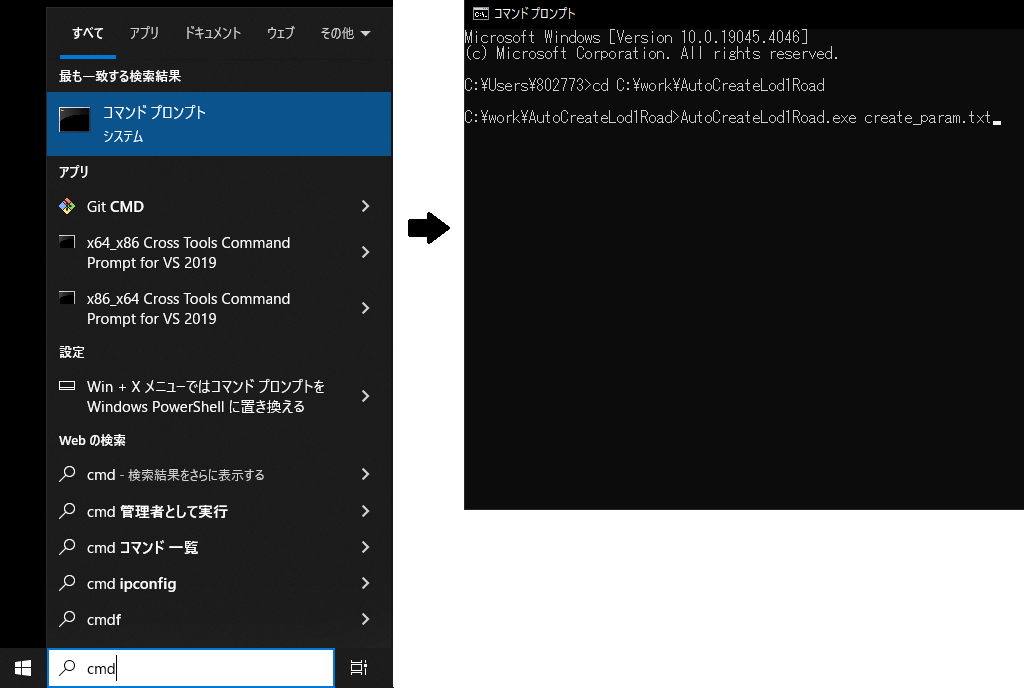 すべて アプリ ドキュメント ウェブ その他
最も一致する検索結果
コマンド プロンプト
システム
アプリ
Git CMD
x64_x86 Cross Tools Command
Prompt for VS 2019
x86_x64 Cross Tools Command
Prompt for VS 2019
設定
Win + X メニューではコマンド プロンプトを
Windows PowerShell に置き換える
Web の検索
cmd - 検索結果をさらに表示する
cmd 管理者として実行
cmd コマンド 一覧
cmd ipconfig
cmdf
cmd
コマンド プロンプト
Microsoft Windows [Version 10.0.19045.4046]
(c) Microsoft Corporation. All rights reserved.
C:¥Users¥802773>cd C:¥work¥AutoCreateLod1Road
C:¥work¥AutoCreateLod1Road>AutoCreateLod1Road.exe create_param.txt